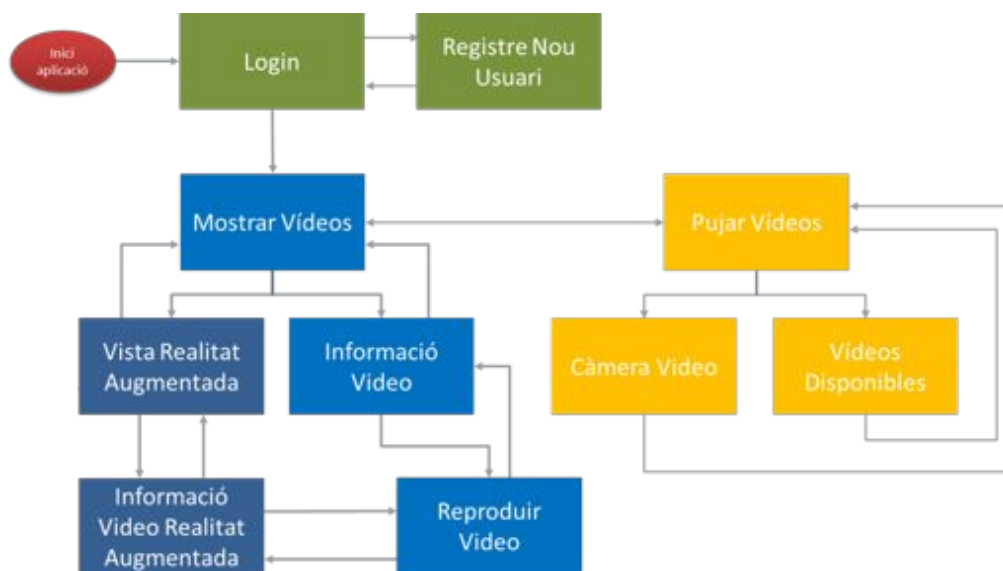 Inici
aplicació
Login
Registre Nou
Usuari
Mostrar Vídeos
Pujar Vídeos
Vista Realitat
Augmentada
Informació
Video
Càmera Video
Vídeos
Disponibles
Informació
Video Realitat
Augmentada
Reproduir
Video